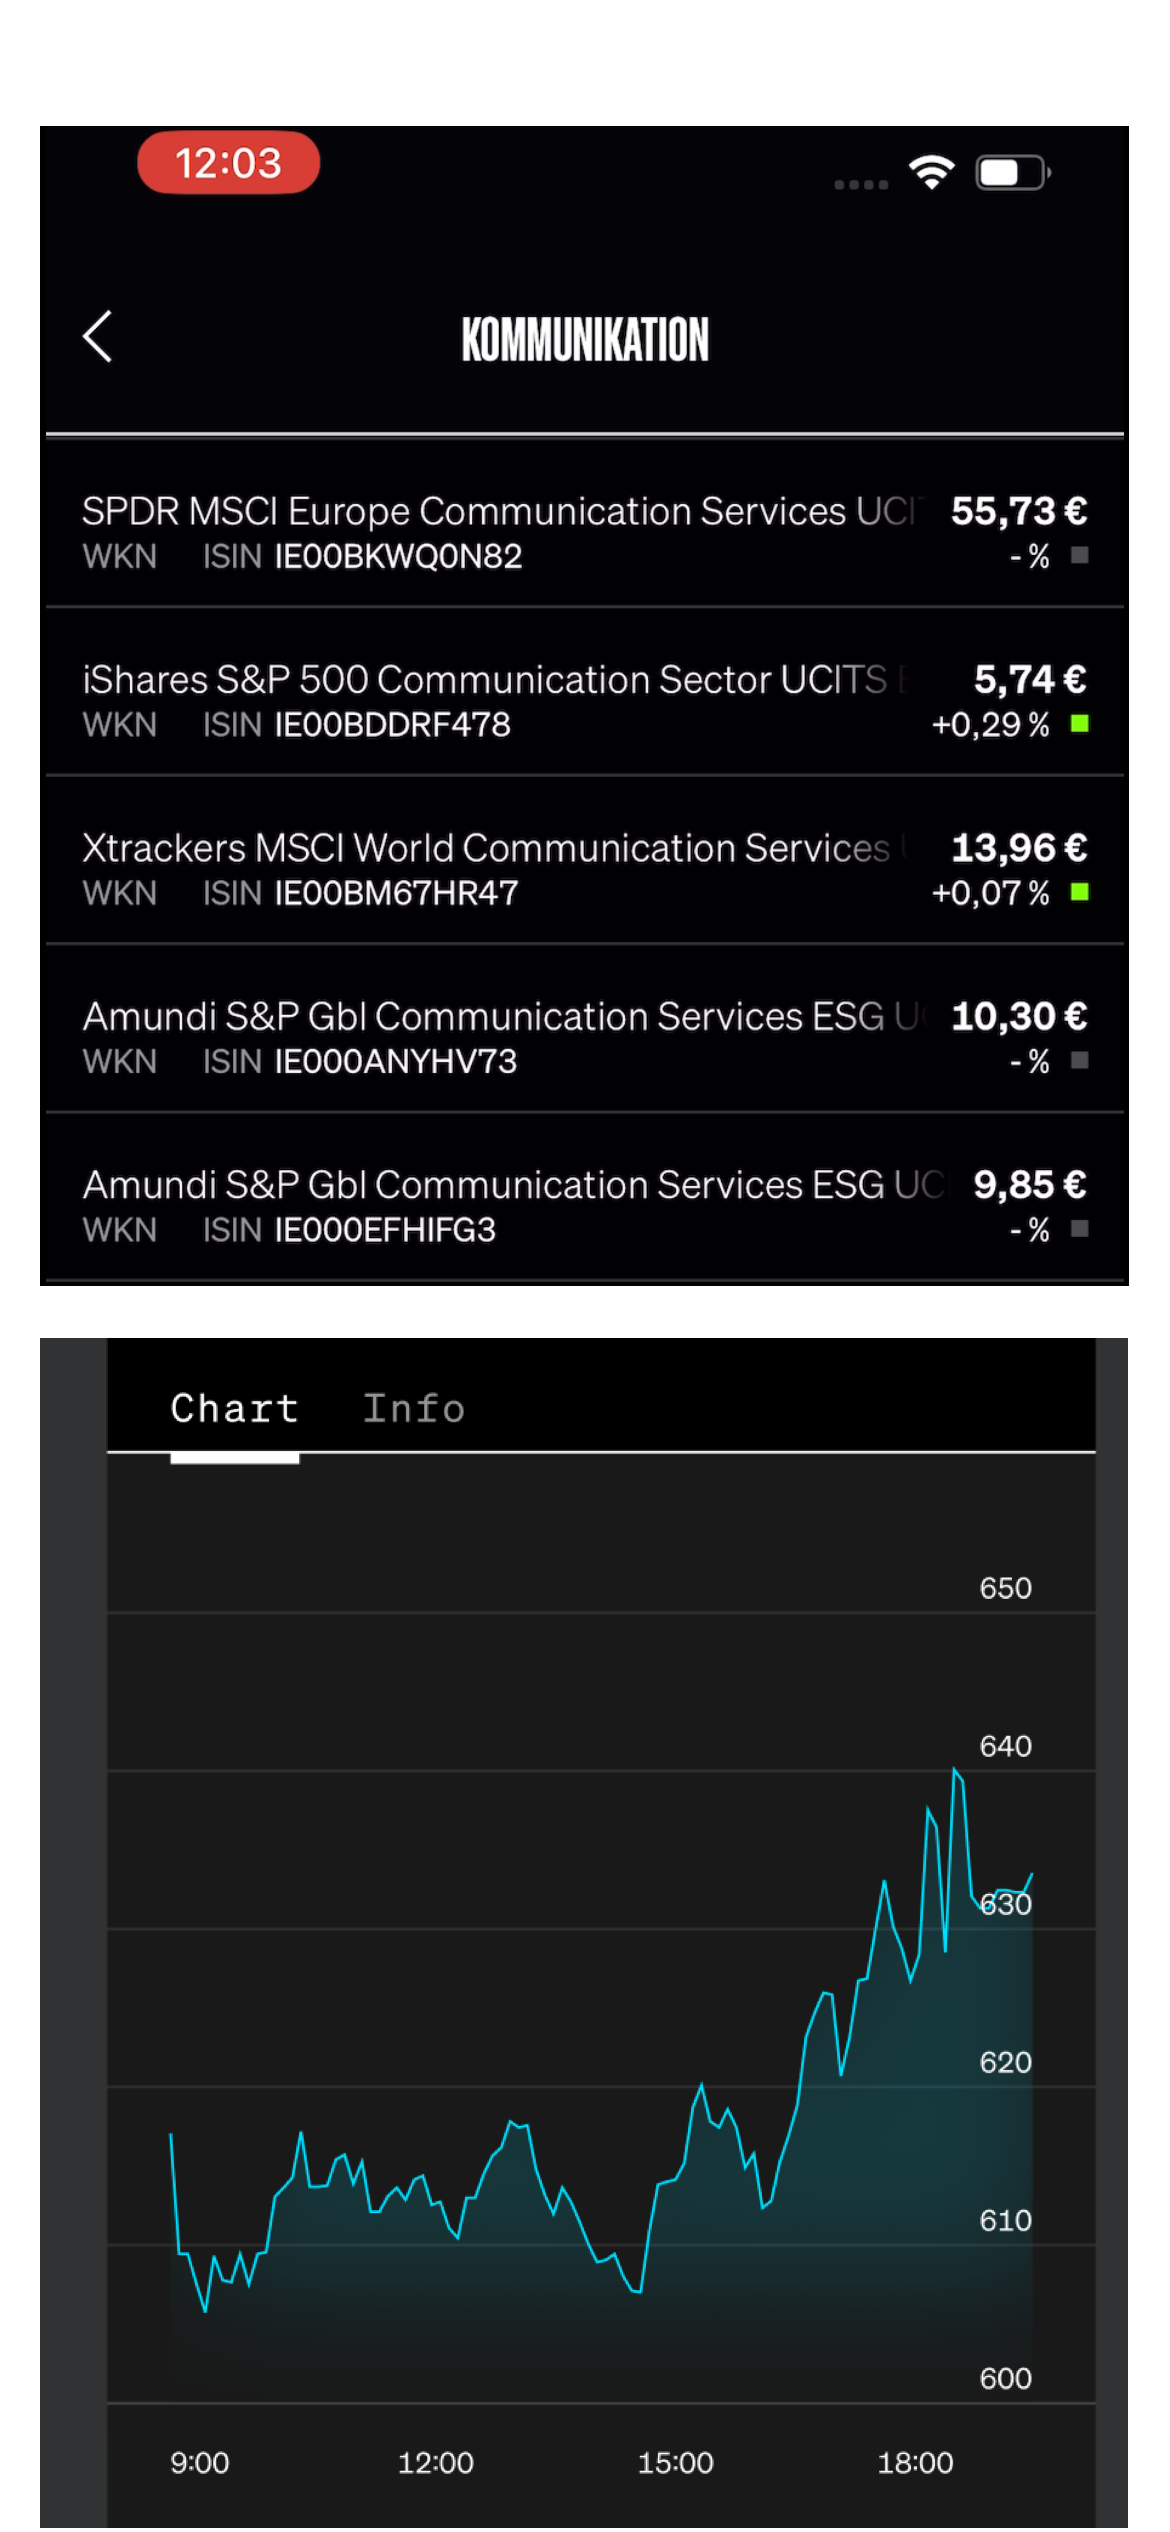 12:03
KOMMUNIKATION
SPDR MSCI Europe Communication Services UCI 55,73 €
WKN ISIN IE00BKWQ0N82 - %
iShares S&P 500 Communication Sector UCITS E 5,74 €
WKN ISIN IE00BDDRF478 +0,29 %
Xtrackers MSCI World Communication Services 13,96 €
WKN ISIN IE00BM67HR47 +0,07 %
Amundi S&P Gbl Communication Services ESG U 10,30 €
WKN ISIN IE000ANYHV73 - %
Amundi S&P Gbl Communication Services ESG UC 9,85 €
WKN ISIN IE000EFHIFG3 - %
Chart Info
650
640
630
620
610
600
9:00 12:00 15:00 18:00